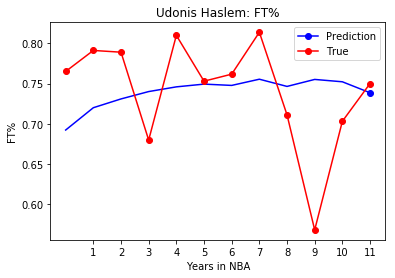 Udonis Haslem: FT%
Prediction
True
0.80
0.75
0.70
0.65
0.60
FT%
1 2 3 4 5 6 7 8 9 10 11
Years in NBA